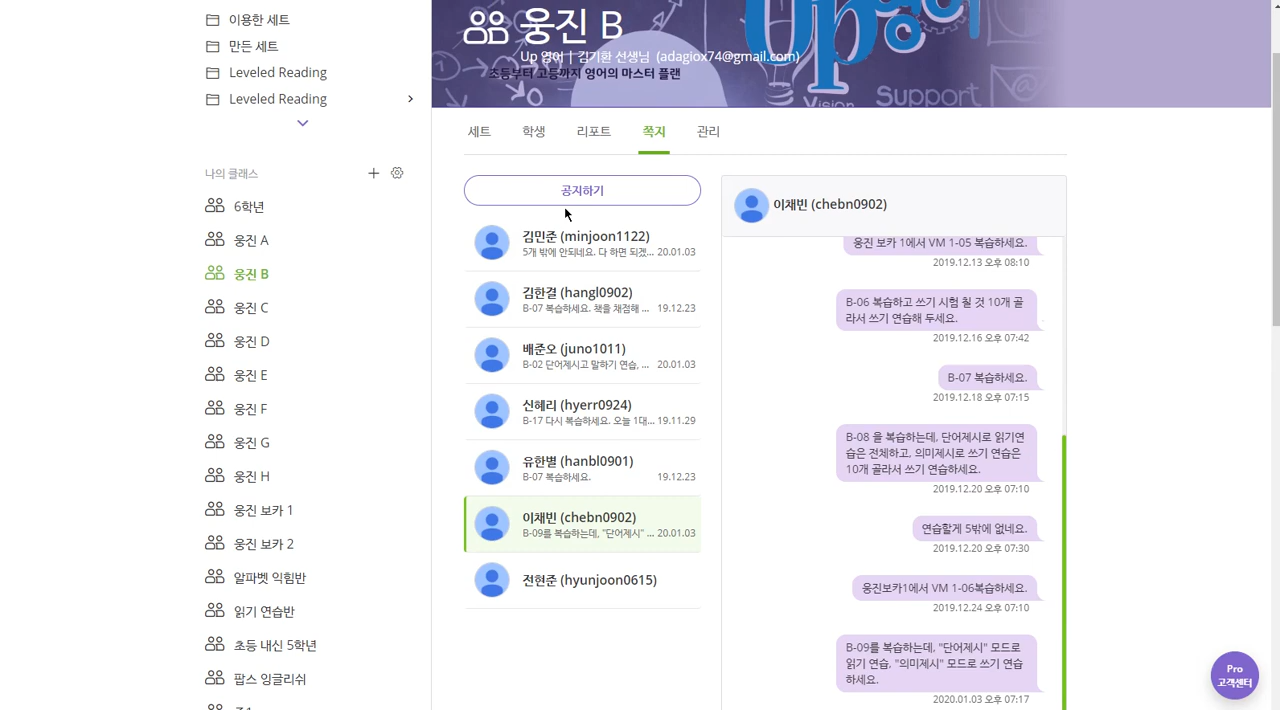 이용한 세트
만든 세트
Leveled Reading
Leveled Reading
나의 클래스
6학년
웅진 A
웅진 B
웅진 C
웅진 D
웅진 E
웅진 F
웅진 G
웅진 H
웅진 보카 1
웅진 보카 2
알파벳 익힘반
읽기 연습반
초등 내신 5학년
팝스 잉글리쉬
웅진 B
Up 영어 | 김기환 선생님 (adagiox74@gmail.com)
초등부터 고등까지 영어의 마스터 플랜
Up영어
Vision
Support
세트
학생
리포트
쪽지
관리
공지하기
김민준 (minjoon1122)
5개 밖에 안되네요. 다 하면 되겠... 20.01.03
김한결 (hangl0902)
B-07 복습하세요. 책을 채점해 ... 19.12.23
배준오 (juno1011)
B-02 단어제시고 말하기 연습, ... 20.01.03
신혜리 (hyerr0924)
B-17 다시 복습하세요. 오늘 1대... 19.11.29
유한별 (hanbl0901)
B-07 복습하세요. 19.12.23
이채빈 (chebn0902)
B-09를 복습하는데, "단어제시" ... 20.01.03
전현준 (hyunjoon0615)
이채빈 (chebn0902)
웅진 보카 1에서 VM 1-05 복습하세요.
2019.12.13 오후 08:10
B-06 복습하고 쓰기 시험 칠 것 10개 골
라서 쓰기 연습해 두세요.
2019.12.16 오후 07:42
B-07 복습하세요.
2019.12.18 오후 07:15
B-08 을 복습하는데, 단어제시로 읽기연
습은 전체하고, 의미제시로 쓰기 연습은
10개 골라서 쓰기 연습하세요.
2019.12.20 오후 07:10
연습할게 5밖에 없네요.
2019.12.20 오후 07:30
웅진보카1에서 VM 1-06복습하세요.
2019.12.24 오후 07:10
B-09를 복습하는데, "단어제시" 모드로
읽기 연습, "의미제시" 모드로 쓰기 연습
하세요.
2020.01.03 오후 07:17
Pro
고객센터